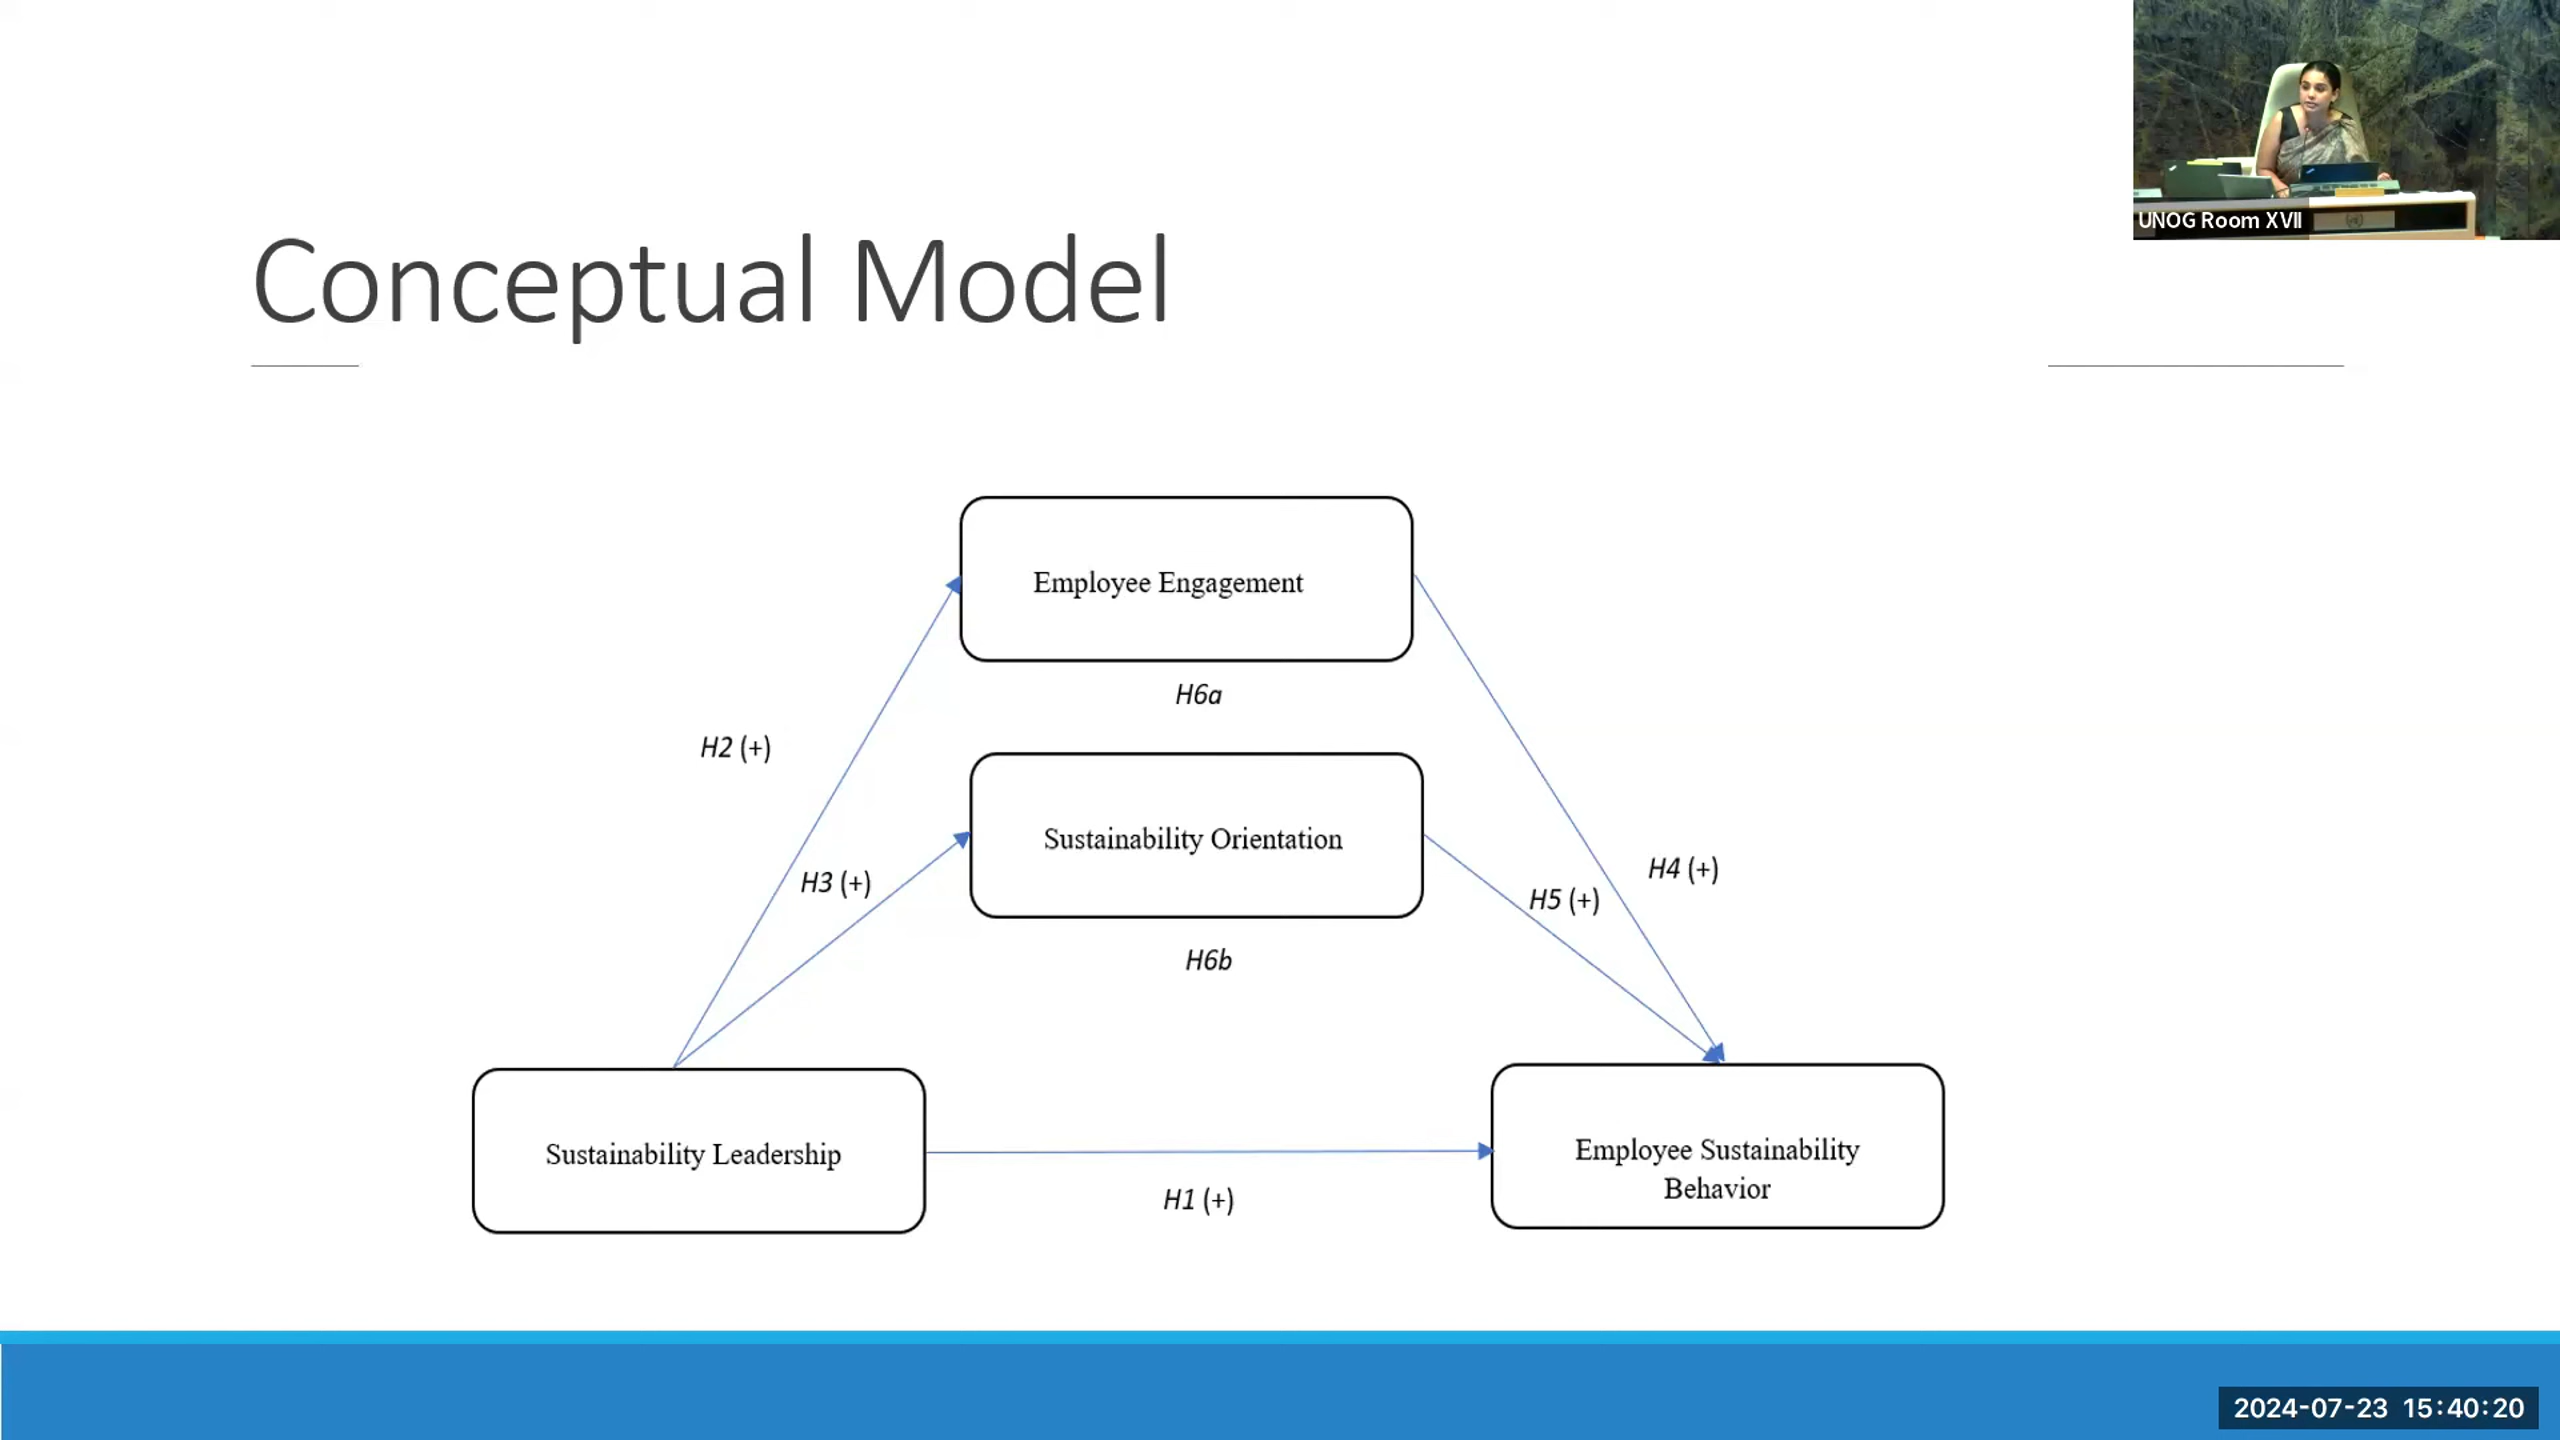 UNOG Room XVII
Conceptual Model
Employee Engagement
H6a
H2 (+)
Sustainability Orientation
H3 (+)
H4 (+)
H5 (+)
H6b
Sustainability Leadership
Employee Sustainability
Behavior
H1 (+)
2024-07-23 15:40:20